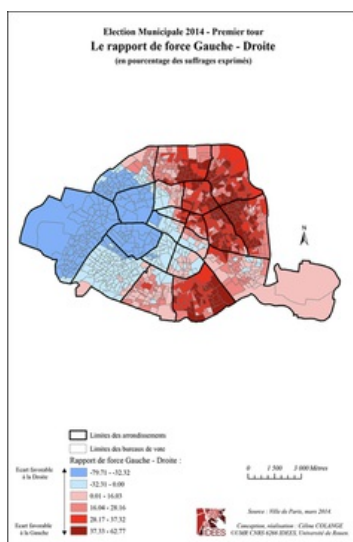 Election Municipale 2014 - Premier tour
Le rapport de force Gauche - Droite
(en pourcentage des suffrages exprimés)
N
Limites des arrondissements
Limites des bureaux de vote
Rapport de force Gauche - Droite :
Ecart favorable
à la Droite
-79.71 - -32.32
-32.31 - 0.00
0.01 - 16.03
16.04 - 28.16
28.17 - 37.32
37.33 - 62.77
Ecart favorable
à la Gauche
0 1 500 3 000 Mètres
IDEES
Source : Ville de Paris, mars 2014
Conception, réalisation : Céline COLANGE
UMR CNRS 6266 IDEES, Université de Rouen